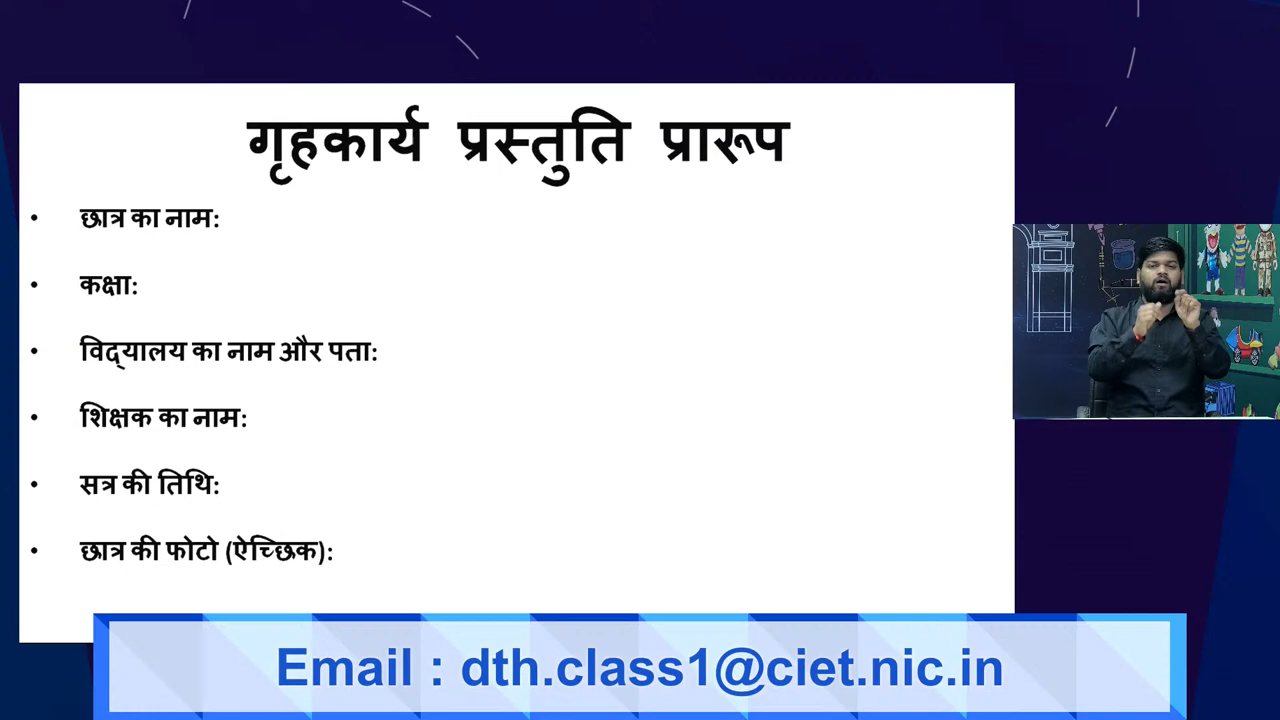 गृहकार्य प्रस्तुति प्रारूप
• छात्र का नाम:
• कक्षा:
• विद्‌यालय का नाम और पता:
• शिक्षक का नाम:
• सत्र की तिथि:
• छात्र की फोटो (ऐच्छिक):
Email : dth.class1@ciet.nic.in